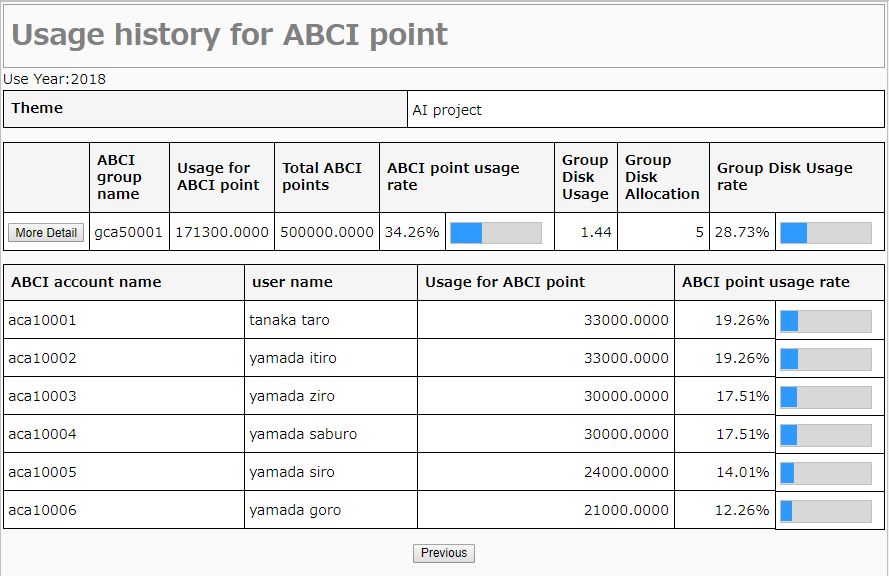 Usage history for ABCI point
Use Year:2018
Theme AI project
ABCI group name Usage for ABCI point Total ABCI points ABCI point usage rate Group Disk Usage Group Disk Allocation Group Disk Usage rate
More Detail gca50001 171300.0000 500000.0000 34.26% 1.44 5 28.73%
ABCI account name user name Usage for ABCI point ABCI point usage rate
aca10001 tanaka taro 33000.0000 19.26%
aca10002 yamada itiro 33000.0000 19.26%
aca10003 yamada ziro 30000.0000 17.51%
aca10004 yamada saburo 30000.0000 17.51%
aca10005 yamada siro 24000.0000 14.01%
aca10006 yamada goro 21000.0000 12.26%
Previous